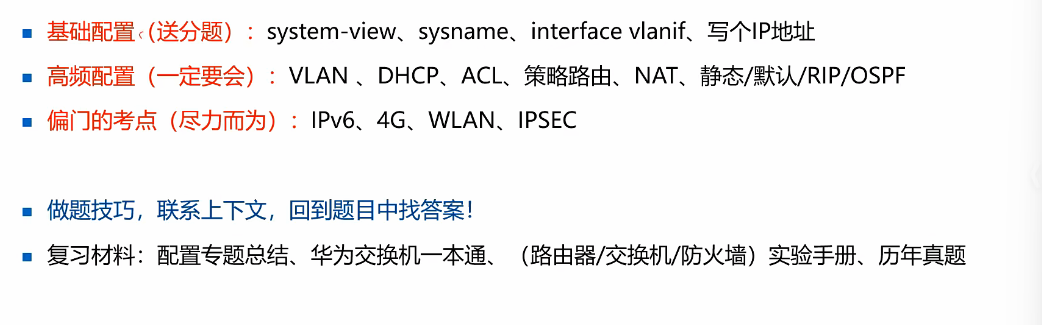 基础配置（送分题）：system-view、sysname、interface vlanif、写个IP地址
高频配置（一定要会）：VLAN 、DHCP、ACL、策略路由、NAT、静态/默认/RIP/OSPF
偏门的考点（尽力而为）：IPv6、4G、WLAN、IPSEC
做题技巧，联系上下文，回到题目中找答案！
复习材料：配置专题总结、华为交换机一本通、（路由器/交换机/防火墙）实验手册、历年真题